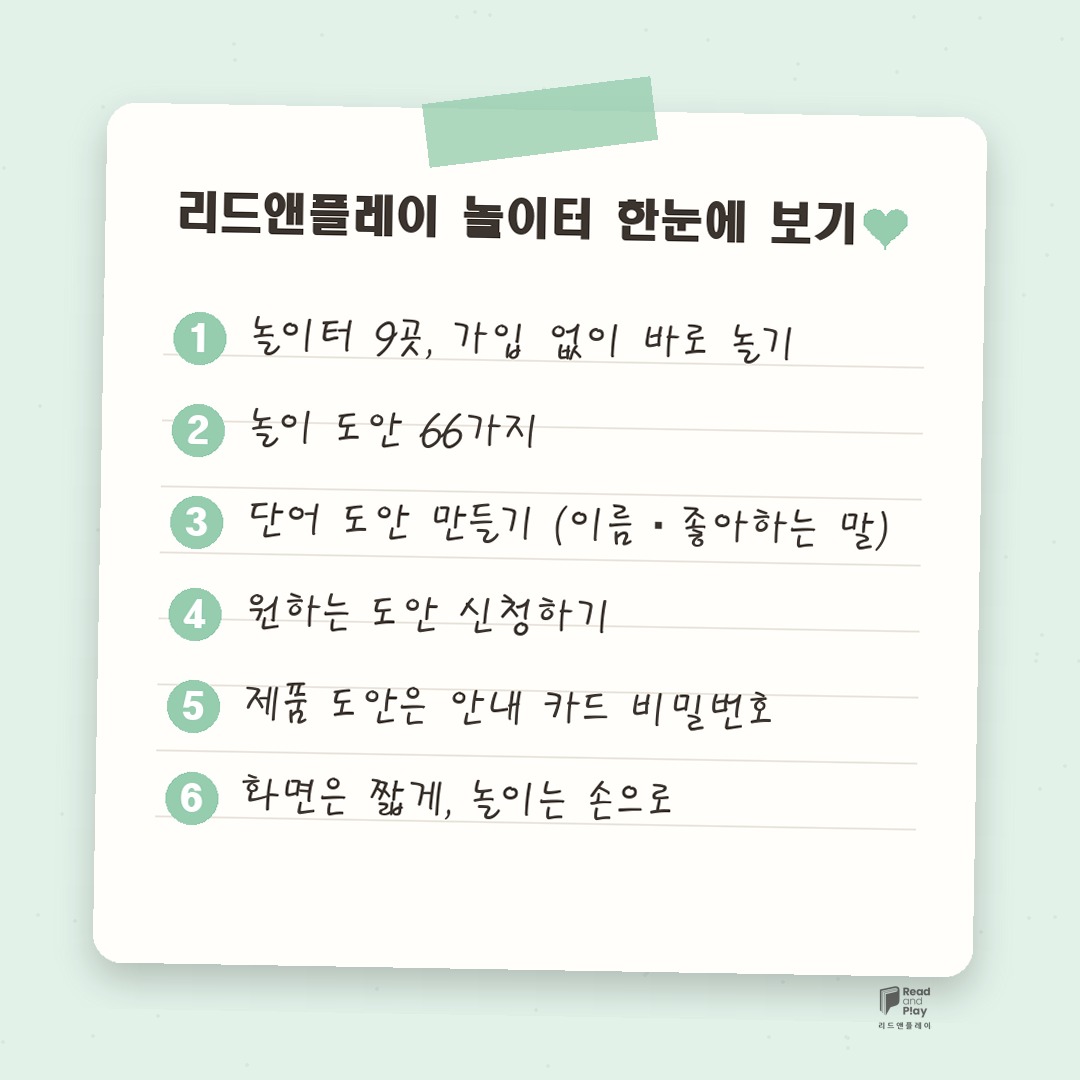 리드앤플레이 놀이터 한눈에 보기
1 놀이터 9곳, 가입 없이 바로 놀기
2 놀이 도안 66가지
3 단어 도안 만들기 (이름·좋아하는 말)
4 원하는 도안 신청하기
5 제품 도안은 안내 카드 비밀번호
6 화면은 짧게, 놀이는 손으로
Read
and
Play
리드앤플레이